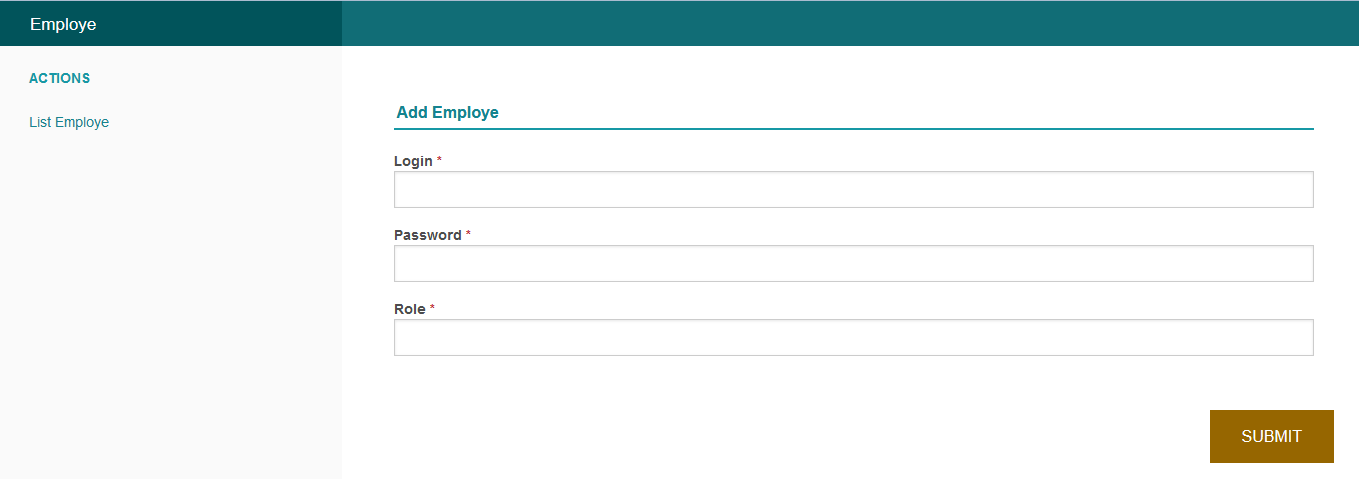 Employe
ACTIONS
List Employe
Add Employe
Login *
Password *
Role *
SUBMIT